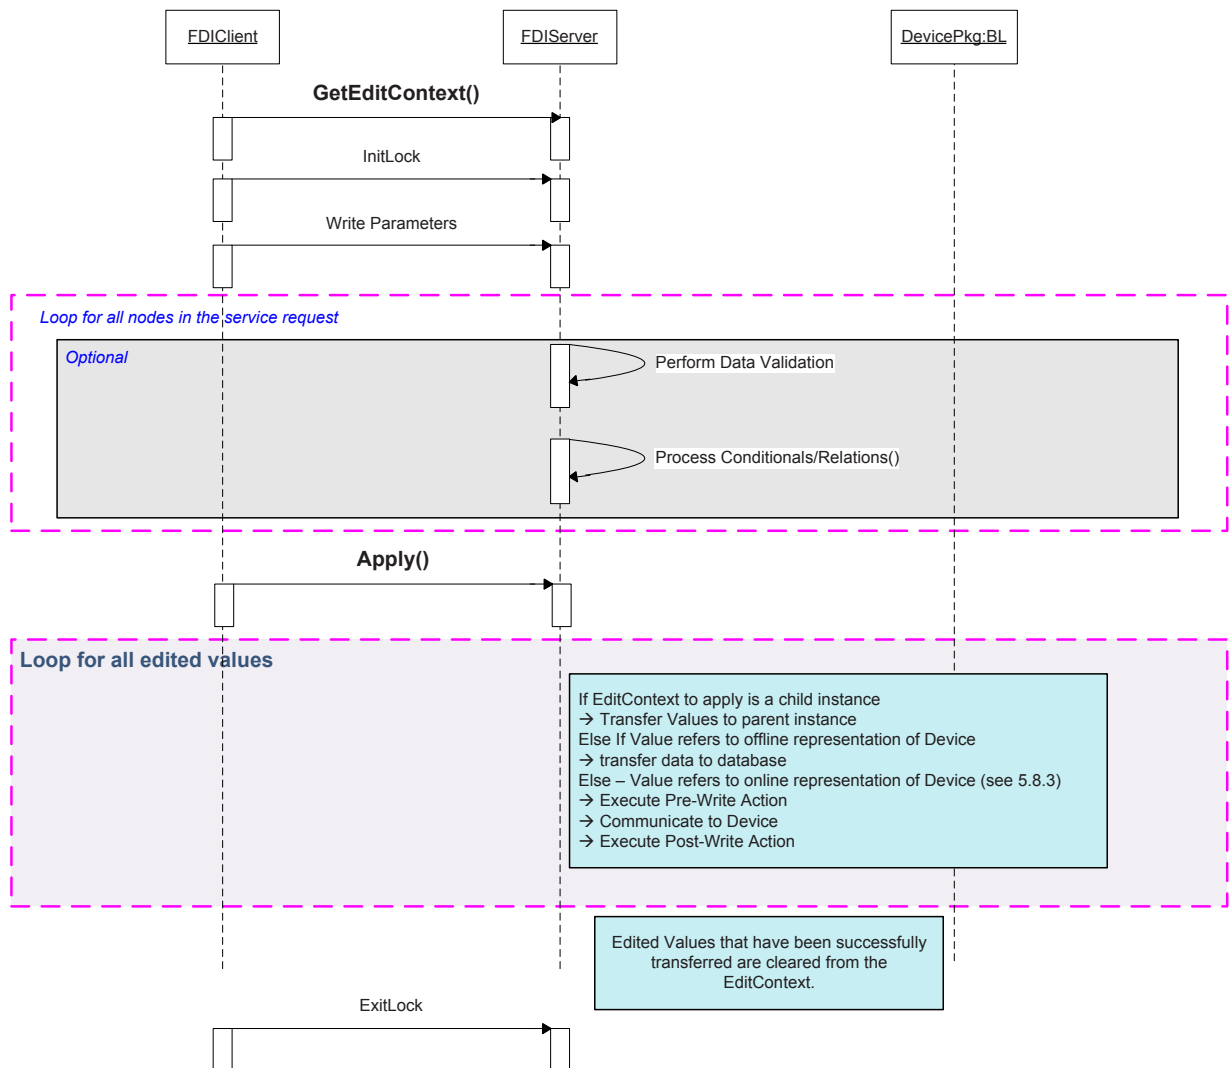 FDIClient
FDIServer
DevicePkg:BL
GetEditContext()
InitLock
Write Parameters
Loop for all nodes in the service request
Optional
Perform Data Validation
Process Conditionals/Relations()
Apply()
Loop for all edited values
If EditContext to apply is a child instance
→ Transfer Values to parent instance
Else If Value refers to offline representation of Device
→ transfer data to database
Else – Value refers to online representation of Device (see 5.8.3)
→ Execute Pre-Write Action
→ Communicate to Device
→ Execute Post-Write Action
Edited Values that have been successfully
transferred are cleared from the
EditContext.
ExitLock